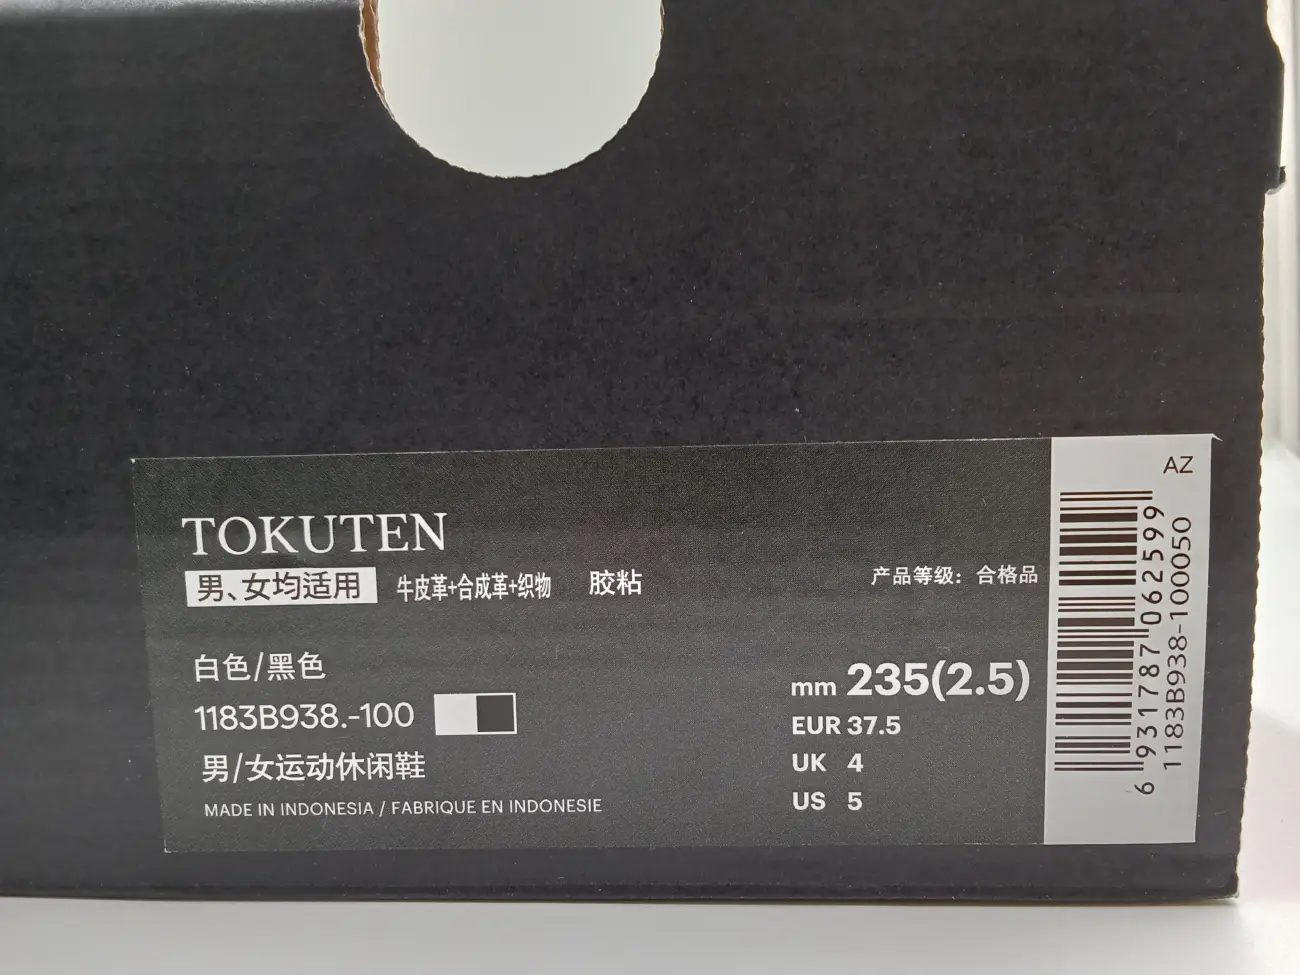 TOKUTEN
男、女均适用 牛皮革+合成革+织物 胶粘
产品等级：合格品
白色/黑色
1183B938.-100
男/女运动休闲鞋
MADE IN INDONESIA / FABRIQUE EN INDONESIE
mm 235(2.5)
EUR 37.5
UK 4
US 5
AZ
6 931787 062599
1183B938-100050